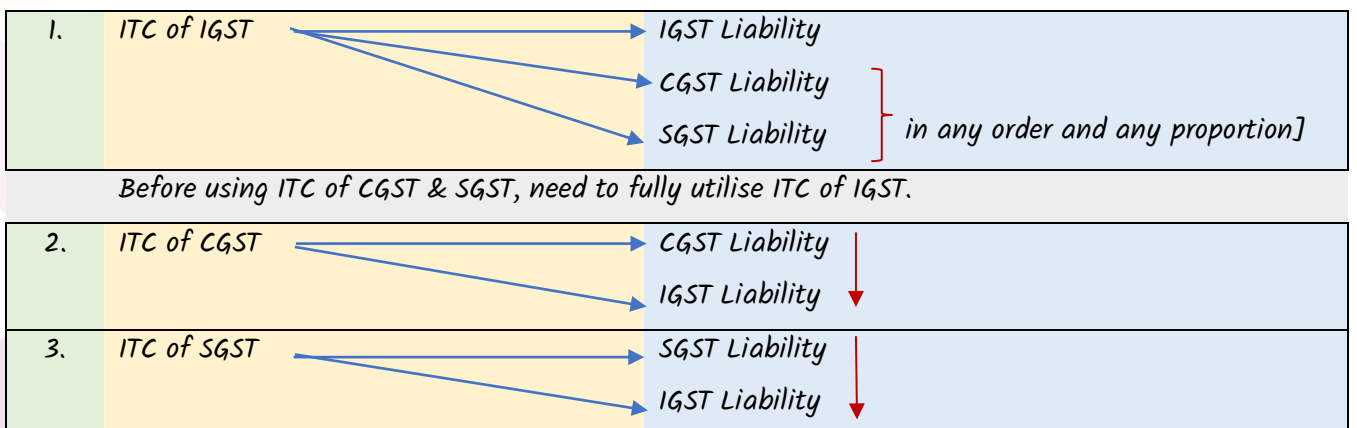 1. ITC of IGST IGST Liability
CGST Liability
SGST Liability
in any order and any proportion]
Before using ITC of CGST & SGST, need to fully utilise ITC of IGST.
2. ITC of CGST CGST Liability
IGST Liability
3. ITC of SGST SGST Liability
IGST Liability